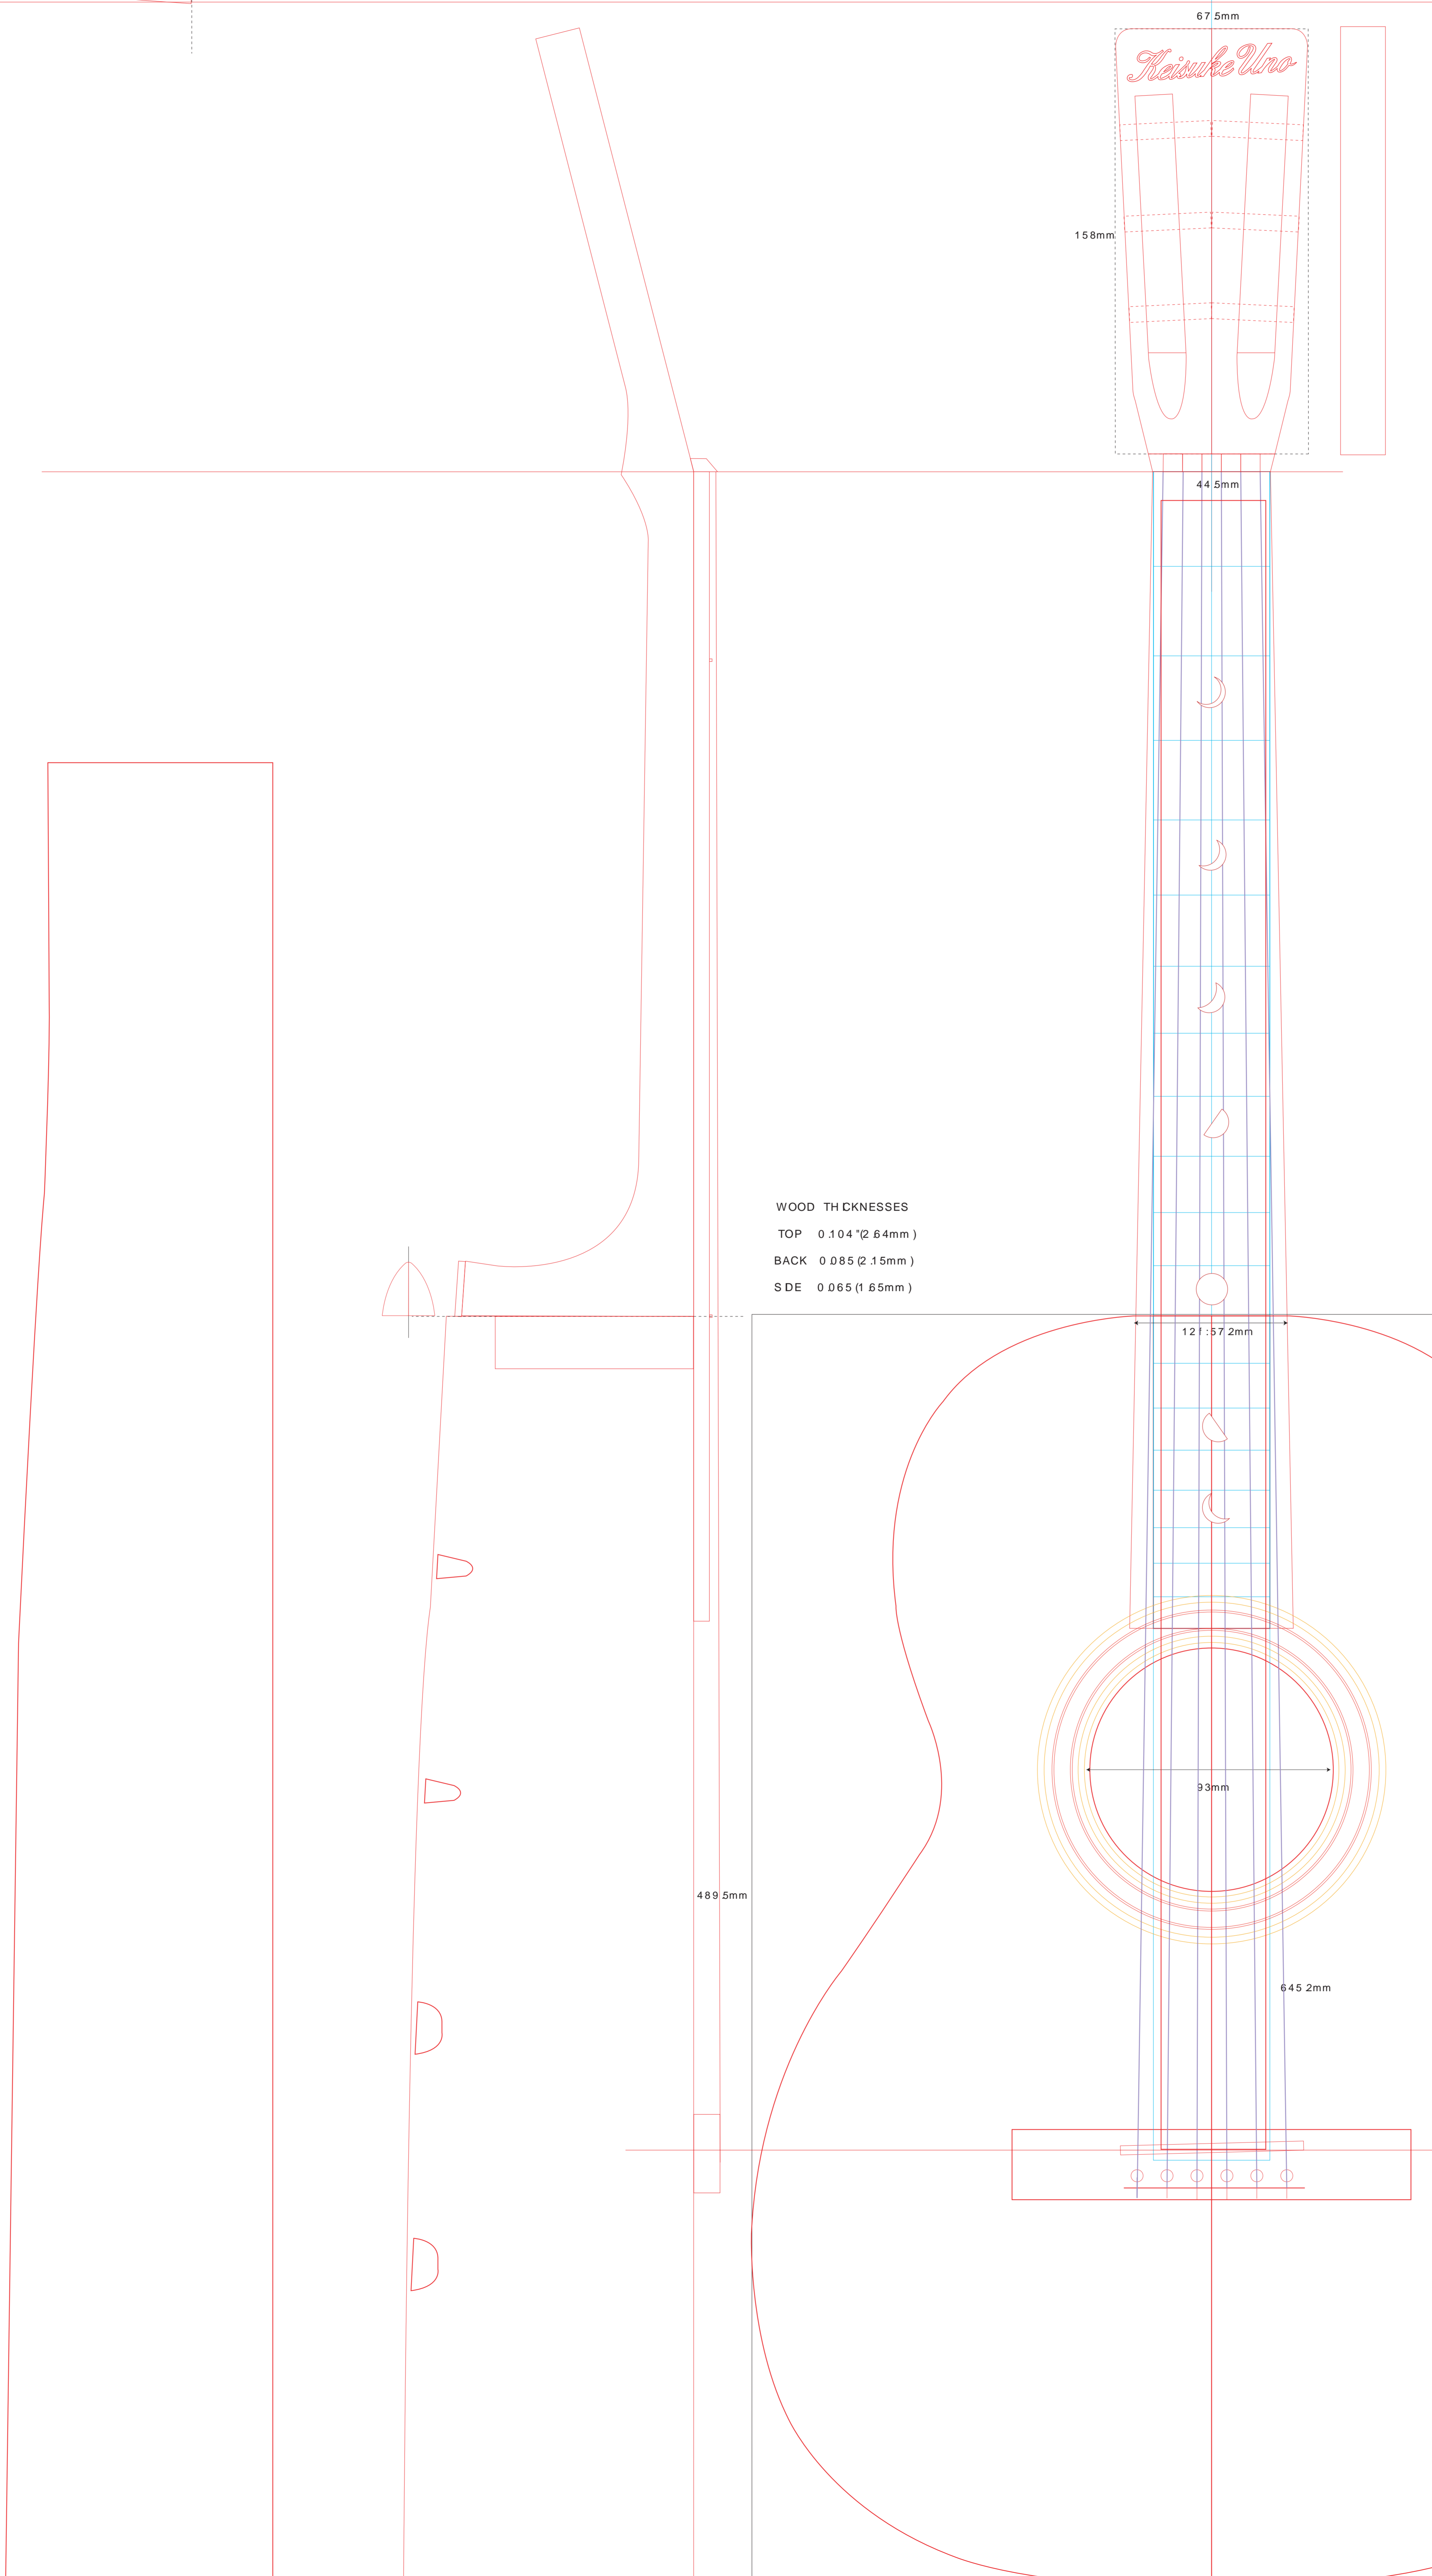 67.5mm
Keisuke Uno
158mm
44.5mm
WOOD THICKNESSES
TOP 0.104"(2.64mm)
BACK 0.085(2.15mm)
SIDE 0.065(1.65mm)
12f:57.2mm
93mm
489.5mm
645.2mm